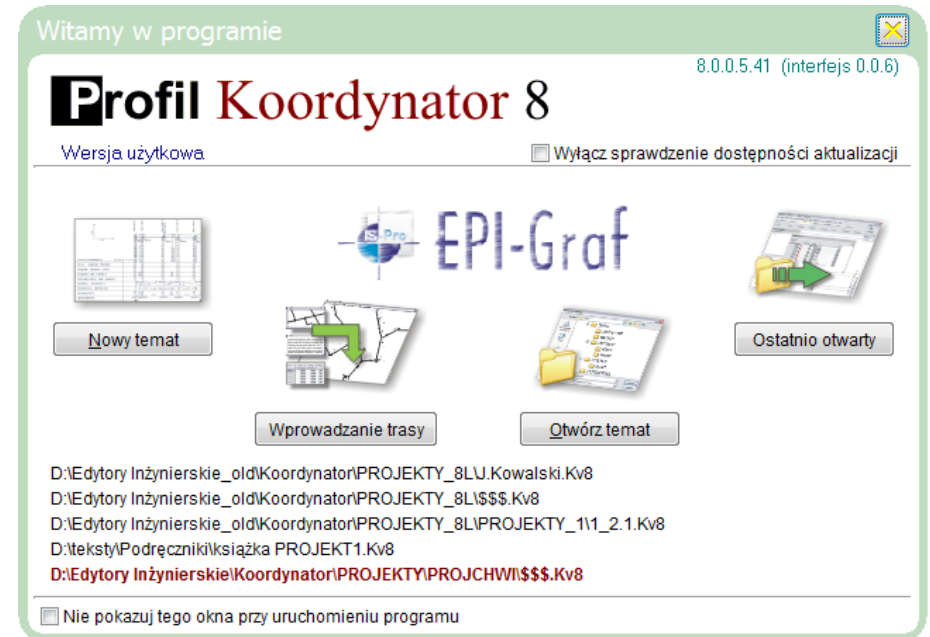 Witamy w programie
8.0.0.5.41 (interfejs 0.0.6)
Profil Koordynator 8
Wersja użytkowa
Wyłącz sprawdzenie dostępności aktualizacji
iS-Pro
EPI-Graf
Nowy temat
Ostatnio otwarty
Wprowadzanie trasy
Otwórz temat
D:\Edytory Inżynierskie_old\Koordynator\PROJEKTY_8L\J.Kowalski.Kv8
D:\Edytory Inżynierskie_old\Koordynator\PROJEKTY_8L\$$$.Kv8
D:\Edytory Inżynierskie_old\Koordynator\PROJEKTY_8L\PROJEKTY_1\1_2.1.Kv8
D:\teksty\Podręczniki\książka PROJEKT1.Kv8
D:\Edytory Inżynierskie\Koordynator\PROJEKTY\PROJCHWI\$$$.Kv8
Nie pokazuj tego okna przy uruchomieniu programu